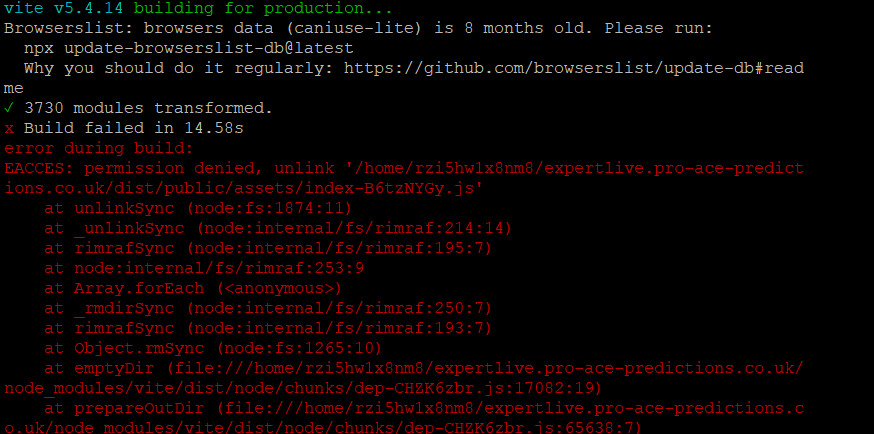 vite v5.4.14 building for production...
Browserslist: browsers data (caniuse-lite) is 8 months old. Please run:
  npx update-browserslist-db@latest
  Why you should do it regularly: https://github.com/browserslist/update-db#read
me
✓ 3730 modules transformed.
x Build failed in 14.58s
error during build:
EACCES: permission denied, unlink '/home/rzi5hw1x8nm8/expertlive.pro-ace-predict
ions.co.uk/dist/public/assets/index-B6tzNYGy.js'
    at unlinkSync (node:fs:1874:11)
    at _unlinkSync (node:internal/fs/rimraf:214:14)
    at rimrafSync (node:internal/fs/rimraf:195:7)
    at node:internal/fs/rimraf:253:9
    at Array.forEach (<anonymous>)
    at _rmdirSync (node:internal/fs/rimraf:250:7)
    at rimrafSync (node:internal/fs/rimraf:193:7)
    at Object.rmSync (node:fs:1265:10)
    at emptyDir (file:///home/rzi5hw1x8nm8/expertlive.pro-ace-predictions.co.uk/
node_modules/vite/dist/node/chunks/dep-CHZK6zbr.js:17082:19)
    at prepareOutDir (file:///home/rzi5hw1x8nm8/expertlive.pro-ace-predictions.c
o.uk/node_modules/vite/dist/node/chunks/dep-CHZK6zbr.js:65638:7)